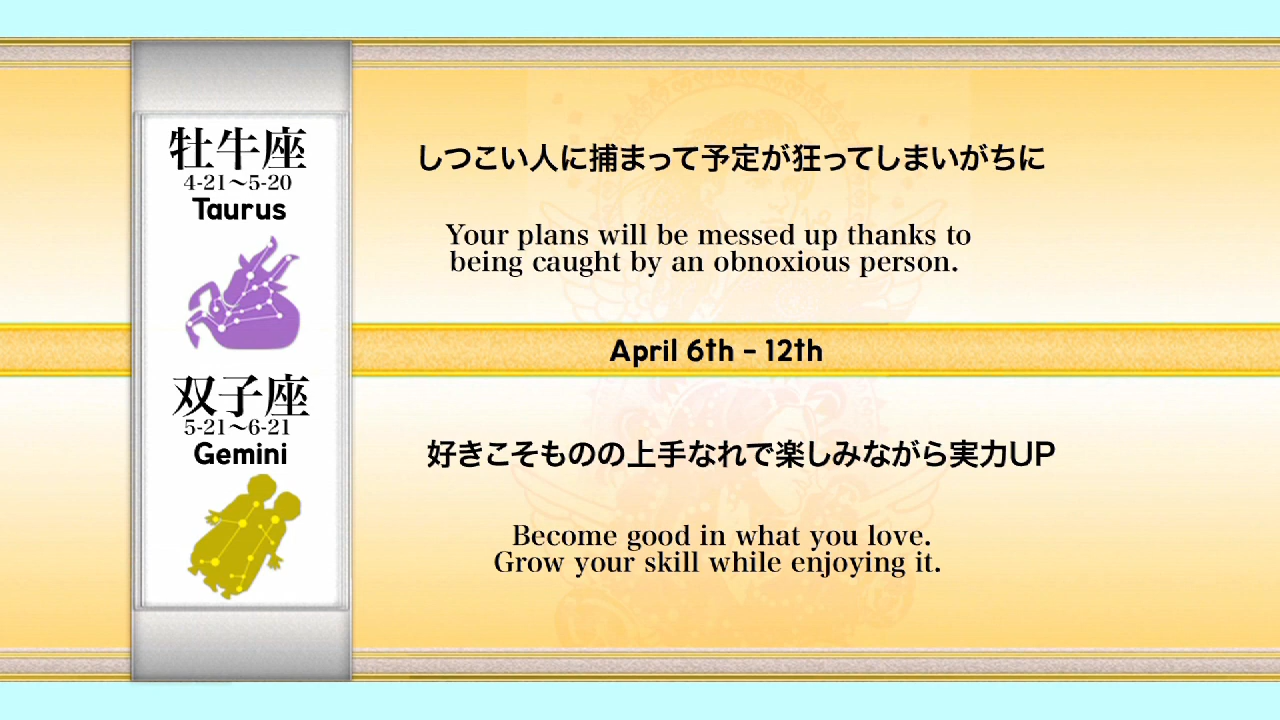 牡牛座
4-21〜5-20
Taurus
しつこい人に捕まって予定が狂ってしまいがちに
Your plans will be messed up thanks to
being caught by an obnoxious person.
April 6th - 12th
双子座
5-21〜6-21
Gemini
好きこそものの上手なれで楽しみながら実力UP
Become good in what you love.
Grow your skill while enjoying it.